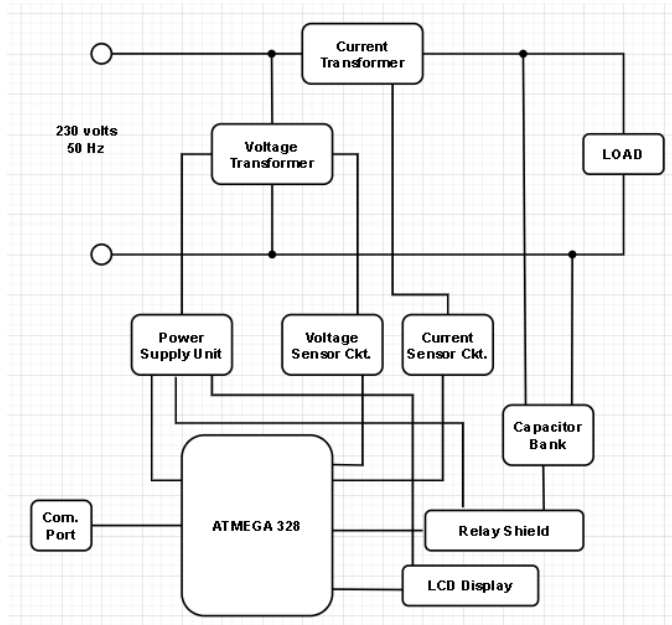 Current
Transformer
230 volts
50 Hz
Voltage
Transformer
LOAD
Power
Supply Unit
Voltage
Sensor Ckt.
Current
Sensor Ckt.
Capacitor
Bank
Com.
Port
ATMEGA 328
Relay Shield
LCD Display